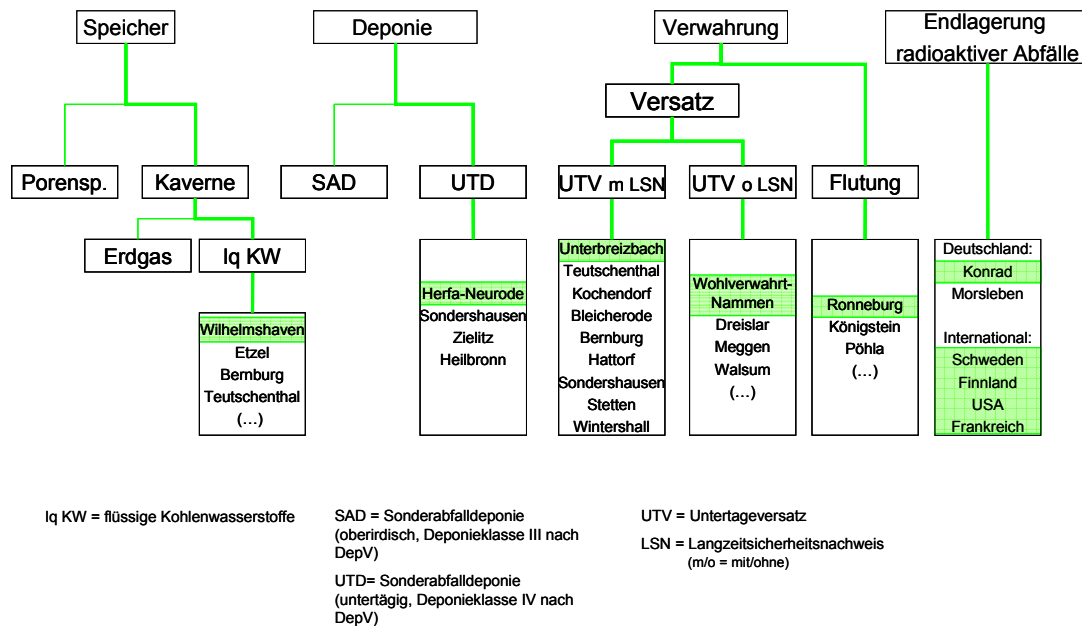 Speicher
Deponie
Verwahrung
Endlagerung
radioaktiver Abfälle
Versatz
Porensp.
Kaverne
SAD
UTD
UTV m LSN
UTV o LSN
Flutung
Erdgas
lq KW
Wilhelmshaven
Etzel
Bernburg
Teutschenthal
(…)
Herfa-Neurode
Sondershausen
Zielitz
Heilbronn
Unterbreizbach
Teutschenthal
Kochendorf
Bleicherode
Bernburg
Hattorf
Sondershausen
Stetten
Wintershall
Wohlverwahrt-
Nammen
Dreislar
Meggen
Walsum
(…)
Ronneburg
Königstein
Pöhla
(…)
Deutschland:
Konrad
Morsleben
International:
Schweden
Finnland
USA
Frankreich
lq KW = flüssige Kohlenwasserstoffe
SAD = Sonderabfalldeponie
(oberirdisch, Deponieklasse III nach
DepV)
UTD= Sonderabfalldeponie
(untertägig, Deponieklasse IV nach
DepV)
UTV = Untertageversatz
LSN = Langzeitsicherheitsnachweis
(m/o = mit/ohne)